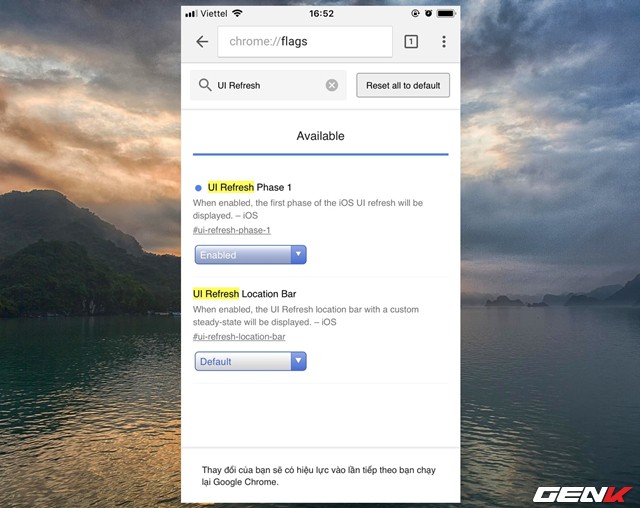 Viettel 16:52
chrome://flags 1
UI Refresh Reset all to default
Available
UI Refresh Phase 1
When enabled, the first phase of the iOS UI refresh will be
displayed. – iOS
#ui-refresh-phase-1
Enabled
UI Refresh Location Bar
When enabled, the UI Refresh location bar with a custom
steady-state will be displayed. – iOS
#ui-refresh-location-bar
Default
Thay đổi của bạn sẽ có hiệu lực vào lần tiếp theo bạn chạy
lại Google Chrome.
GENK